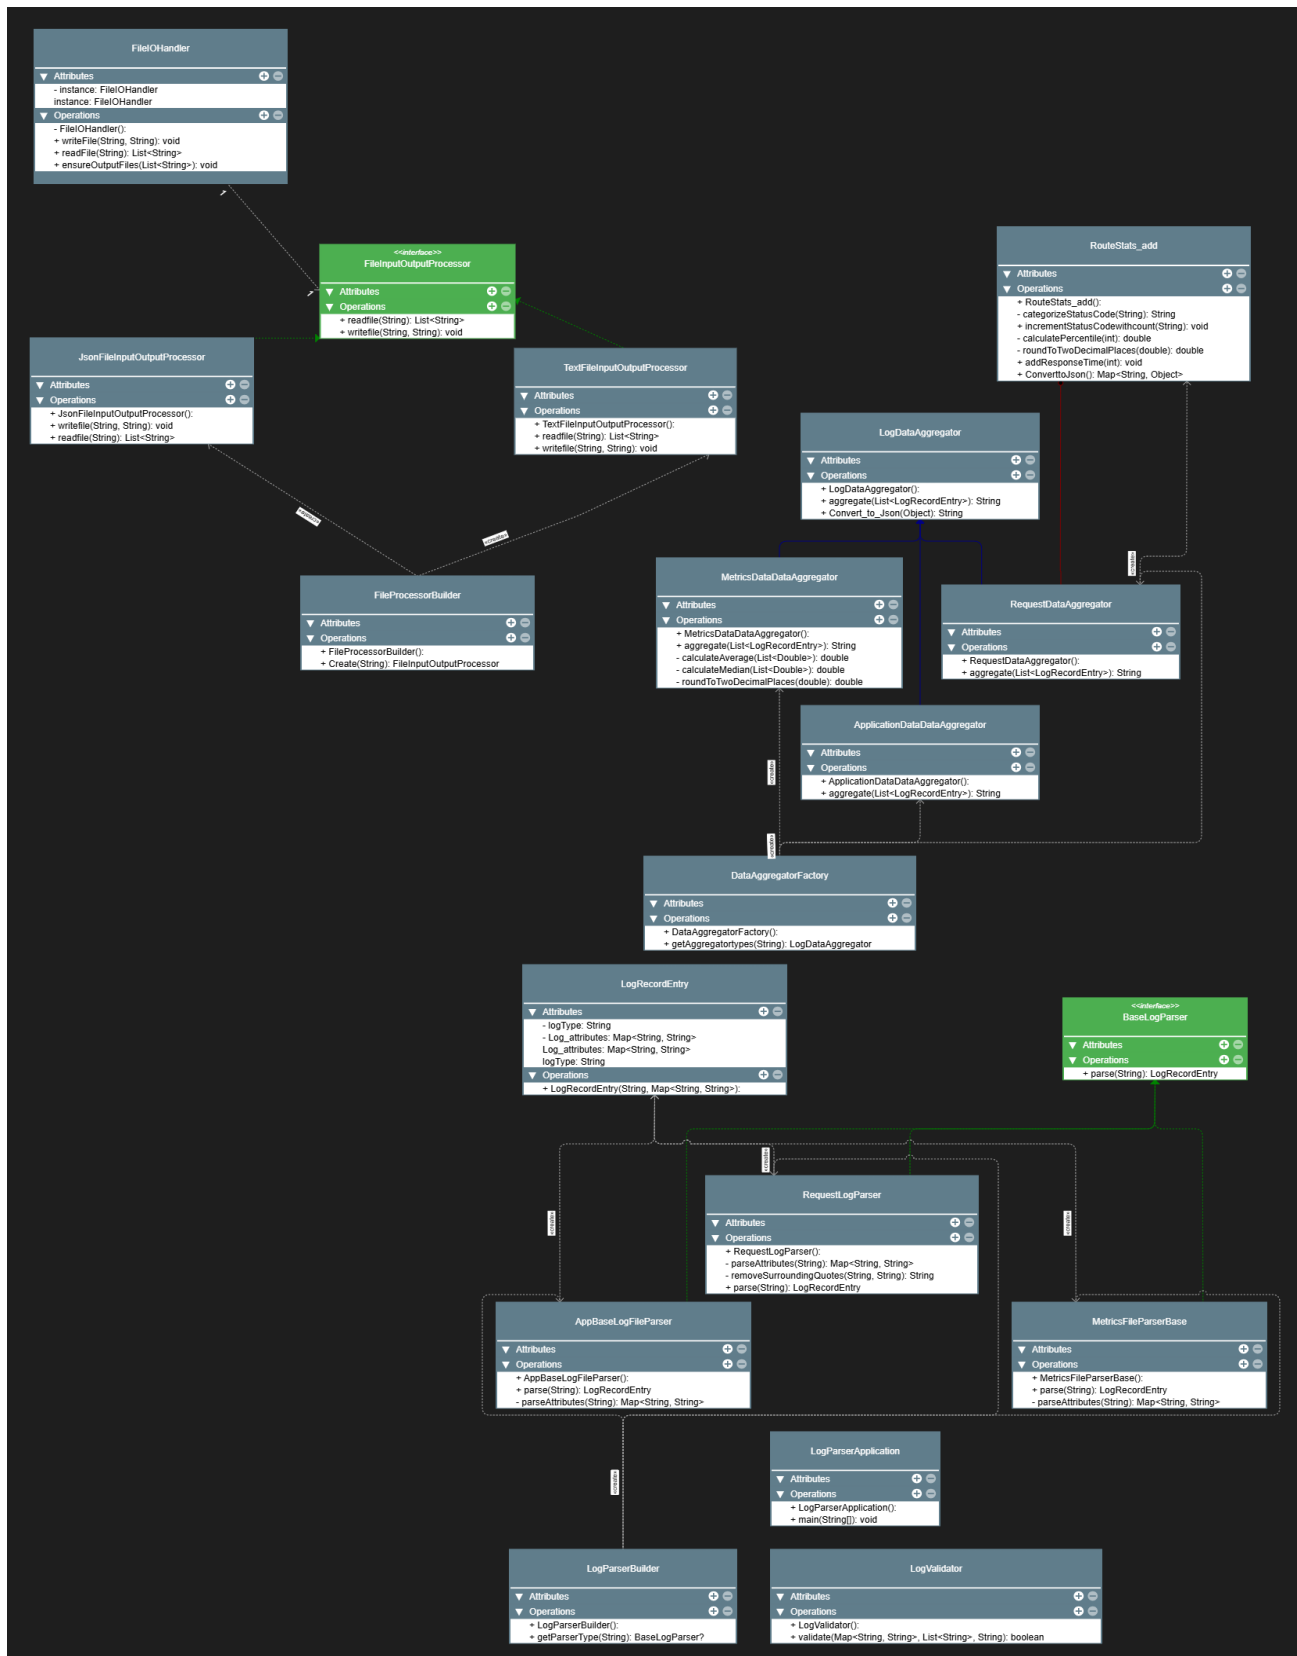 FileIOHandler
Attributes
- instance: FileIOHandler
instance: FileIOHandler
Operations
- FileIOHandler():
+ writeFile(String, String): void
+ readFile(String): List<String>
+ ensureOutputFiles(List<String>): void
1
1
<<interface>>
FileInputOutputProcessor
Attributes
Operations
+ readfile(String): List<String>
+ writefile(String, String): void
RouteStats_add
Attributes
Operations
+ RouteStats_add():
- categorizeStatusCode(String): String
+ incrementStatusCodewithcount(String): void
- calculatePercentile(int): double
- roundToTwoDecimalPlaces(double): double
+ addResponseTime(int): void
+ ConverttoJson(): Map<String, Object>
JsonFileInputOutputProcessor
Attributes
Operations
+ JsonFileInputOutputProcessor():
+ writefile(String, String): void
+ readfile(String): List<String>
TextFileInputOutputProcessor
Attributes
Operations
+ TextFileInputOutputProcessor():
+ readfile(String): List<String>
+ writefile(String, String): void
LogDataAggregator
Attributes
Operations
+ LogDataAggregator():
+ aggregate(List<LogRecordEntry>): String
+ Convert_to_Json(Object): String
«create»
«create»
«create»
FileProcessorBuilder
Attributes
Operations
+ FileProcessorBuilder():
+ Create(String): FileInputOutputProcessor
MetricsDataDataAggregator
Attributes
Operations
+ MetricsDataDataAggregator():
+ aggregate(List<LogRecordEntry>): String
- calculateAverage(List<Double>): double
- calculateMedian(List<Double>): double
- roundToTwoDecimalPlaces(double): double
RequestDataAggregator
Attributes
Operations
+ RequestDataAggregator():
+ aggregate(List<LogRecordEntry>): String
ApplicationDataDataAggregator
Attributes
Operations
+ ApplicationDataDataAggregator():
+ aggregate(List<LogRecordEntry>): String
«create»
«create»
DataAggregatorFactory
Attributes
Operations
+ DataAggregatorFactory():
+ getAggregatortypes(String): LogDataAggregator
LogRecordEntry
Attributes
- logType: String
- Log_attributes: Map<String, String>
Log_attributes: Map<String, String>
logType: String
Operations
+ LogRecordEntry(String, Map<String, String>):
<<interface>>
BaseLogParser
Attributes
Operations
+ parse(String): LogRecordEntry
«create»
«create»
«create»
RequestLogParser
Attributes
Operations
+ RequestLogParser():
- parseAttributes(String): Map<String, String>
- removeSurroundingQuotes(String, String): String
+ parse(String): LogRecordEntry
AppBaseLogFileParser
Attributes
Operations
+ AppBaseLogFileParser():
+ parse(String): LogRecordEntry
- parseAttributes(String): Map<String, String>
MetricsFileParserBase
Attributes
Operations
+ MetricsFileParserBase():
+ parse(String): LogRecordEntry
- parseAttributes(String): Map<String, String>
«create»
LogParserApplication
Attributes
Operations
+ LogParserApplication():
+ main(String[]): void
LogParserBuilder
Attributes
Operations
+ LogParserBuilder():
+ getParserType(String): BaseLogParser?
LogValidator
Attributes
Operations
+ LogValidator():
+ validate(Map<String, String>, List<String>, String): boolean